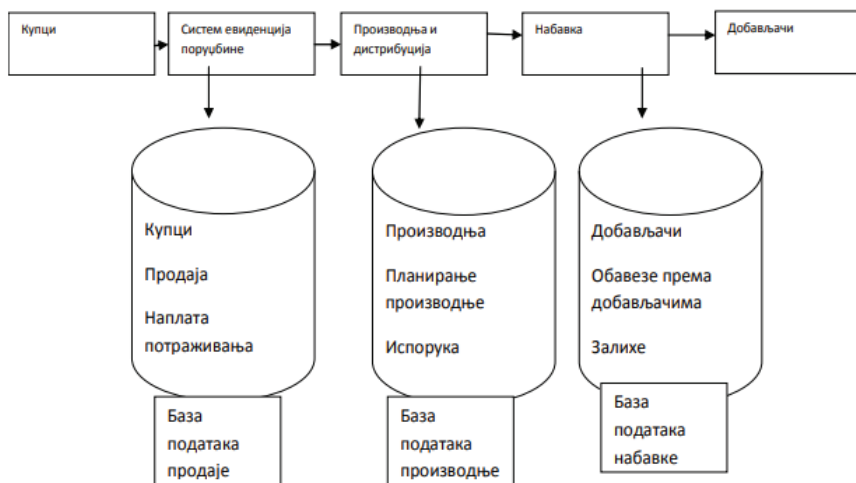 Купци
Систем евиденција
поруџбине
Производња и
дистрибуција
Набавка
Добављачи
Купци
Продаја
Наплата
потраживања
Производња
Планирање
производње
Испорука
Добављачи
Обавезе према
добављачима
Залихе
База
података
продаје
База
података
производње
База
података
набавке